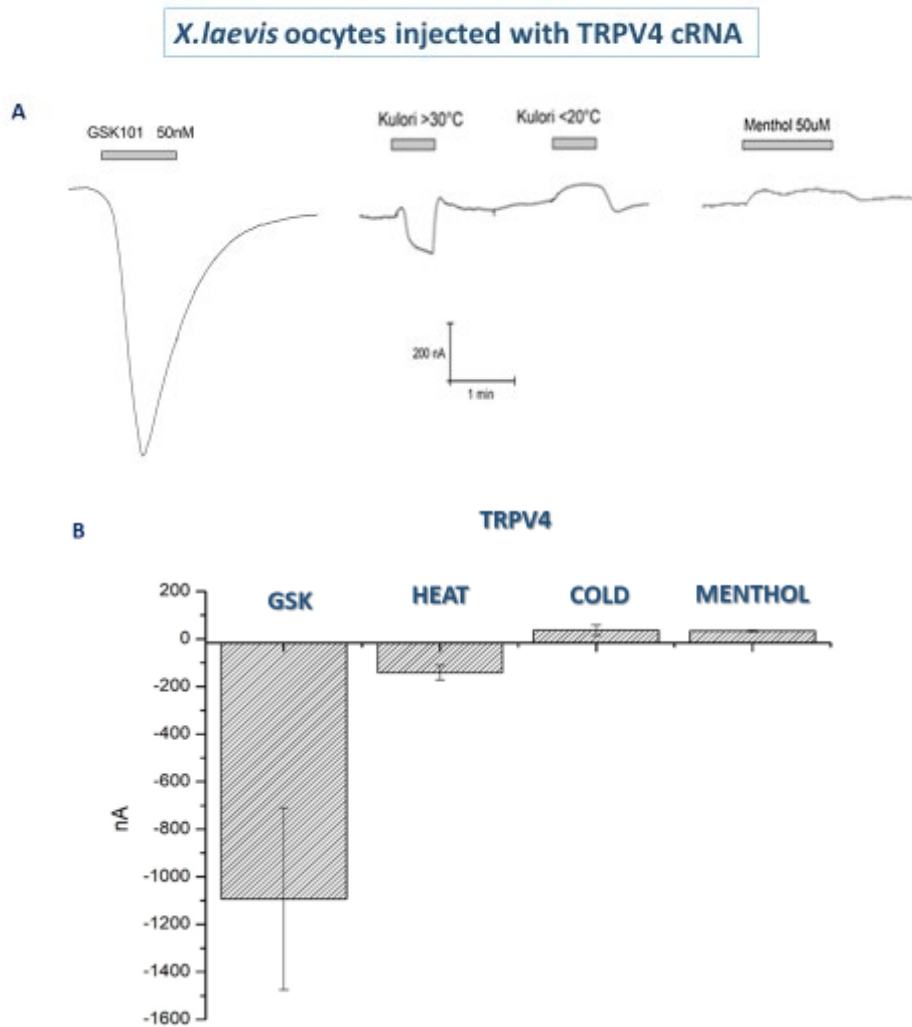 X.laevis oocytes injected with TRPV4 cRNA
A
GSK101 50nM
Kulori >30°C
Kulori <20°C
Menthol 50uM
200 nA
1 min
B
TRPV4
GSK
HEAT
COLD
MENTHOL
nA
200
0
-200
-400
-600
-800
-1000
-1200
-1400
-1600